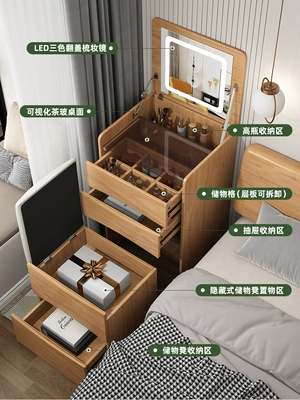 LED三色翻盖梳妆镜
可视化茶玻桌面
高瓶收纳区
储物格(层板可拆卸)
抽屉收纳区
隐藏式储物凳置物区
储物凳收纳区